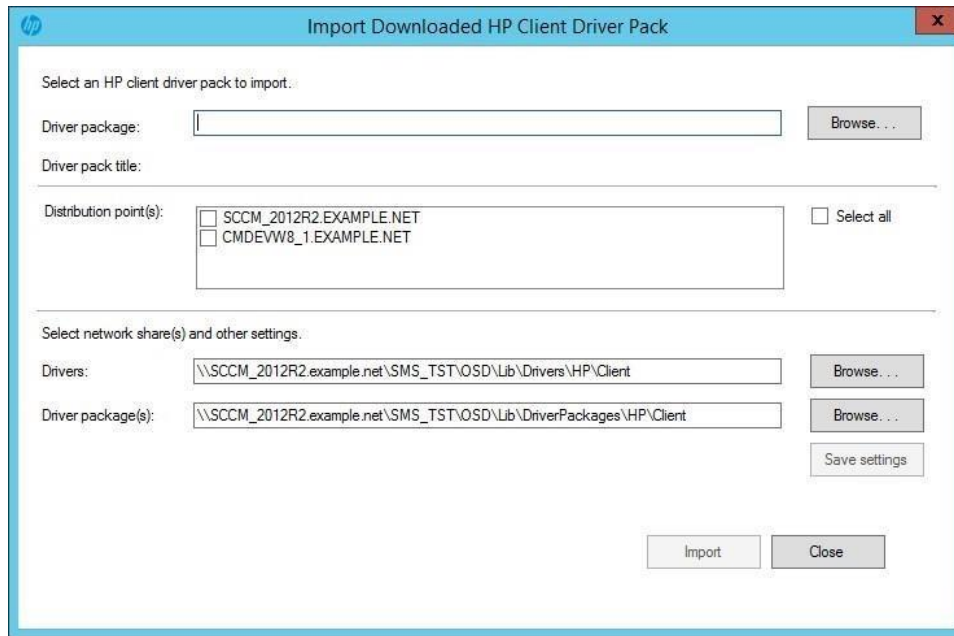 hp
Import Downloaded HP Client Driver Pack
x
Select an HP client driver pack to import.
Driver package:
Browse. . .
Driver pack title:
Distribution point(s):
SCCM_2012R2.EXAMPLE.NET
Select all
CMDEVW8_1.EXAMPLE.NET
Select network share(s) and other settings.
Drivers:
\\SCCM_2012R2.example.net\SMS_TST\OSD\Lib\Drivers\HP\Client
Browse. . .
Driver package(s):
\\SCCM_2012R2.example.net\SMS_TST\OSD\Lib\DriverPackages\HP\Client
Browse. . .
Save settings
Import
Close